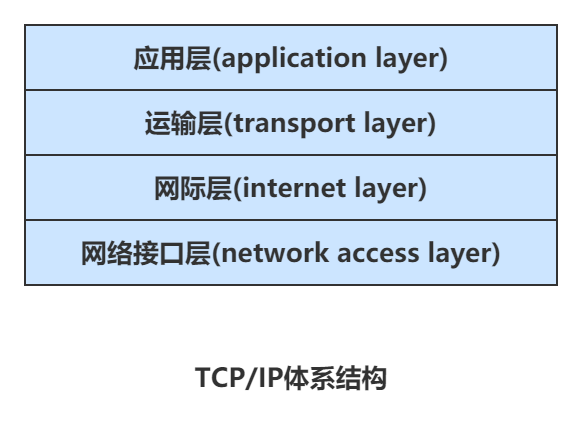 应用层(application layer)
运输层(transport layer)
网际层(internet layer)
网络接口层(network access layer)
TCP/IP体系结构